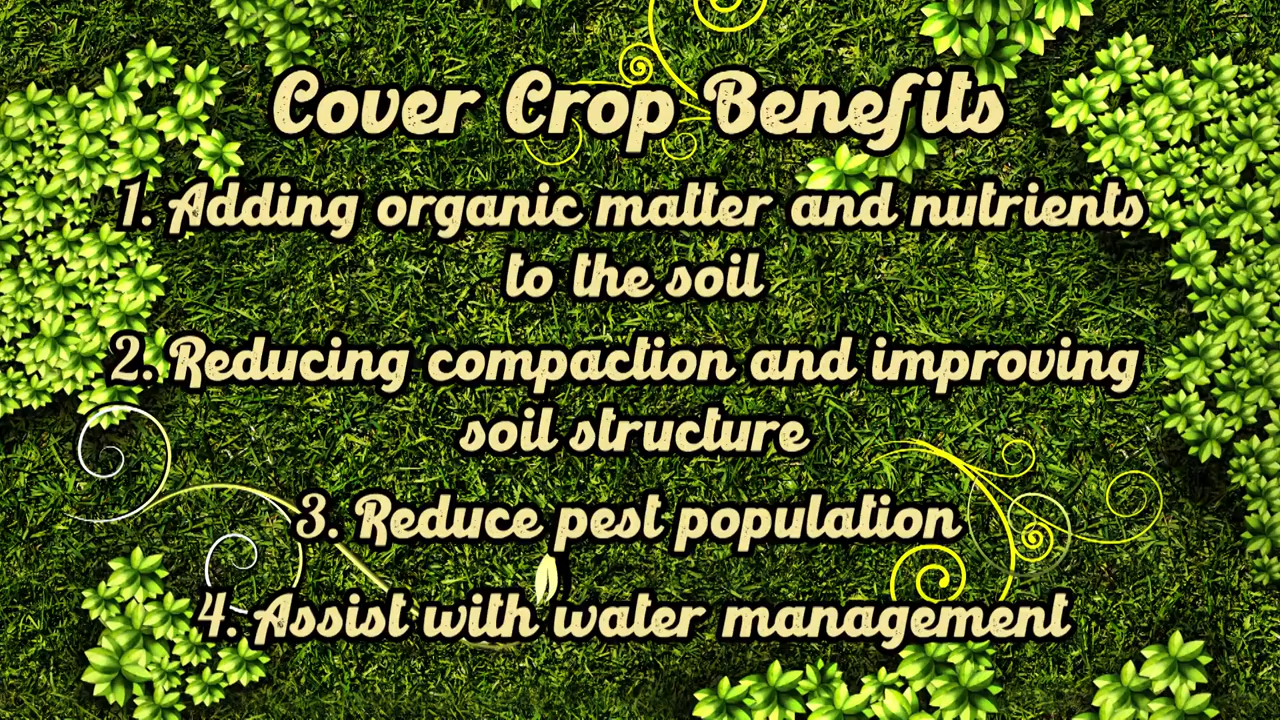 Cover Crop Benefits
1. Adding organic matter and nutrients
to the soil
2. Reducing compaction and improving
soil structure
3. Reduce pest population
4. Assist with water management